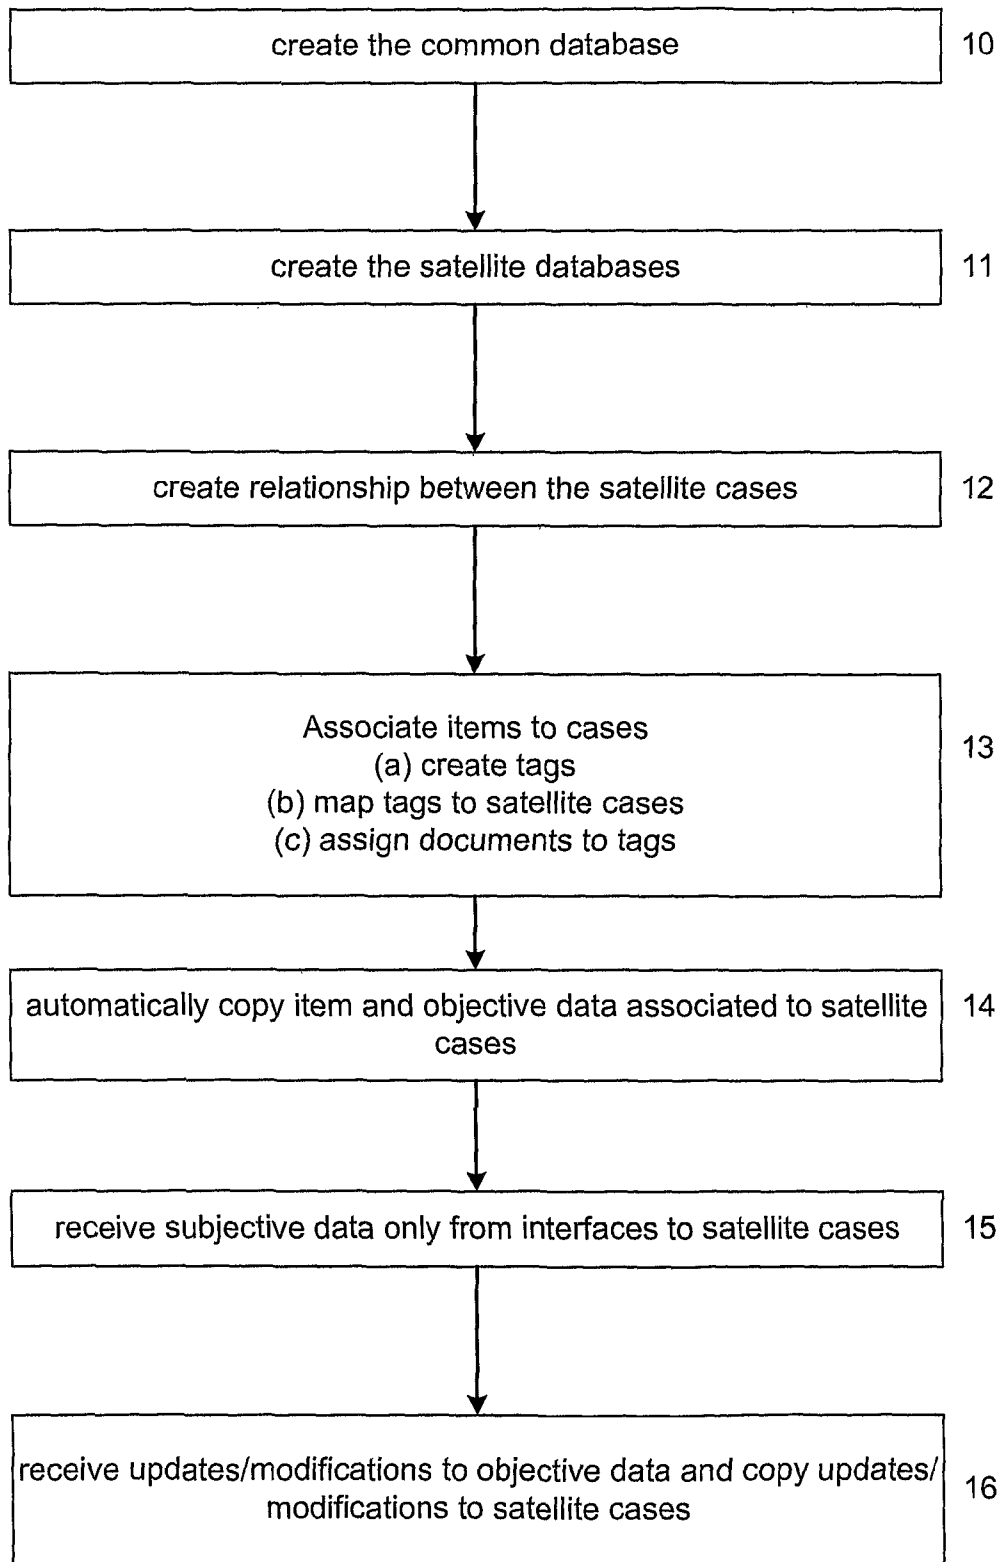 create the common database 10
create the satellite databases 11
create relationship between the satellite cases 12
Associate items to cases
(a) create tags
(b) map tags to satellite cases
(c) assign documents to tags
13
automatically copy item and objective data associated to satellite
cases
14
receive subjective data only from interfaces to satellite cases 15
receive updates/modifications to objective data and copy updates/
modifications to satellite cases
16